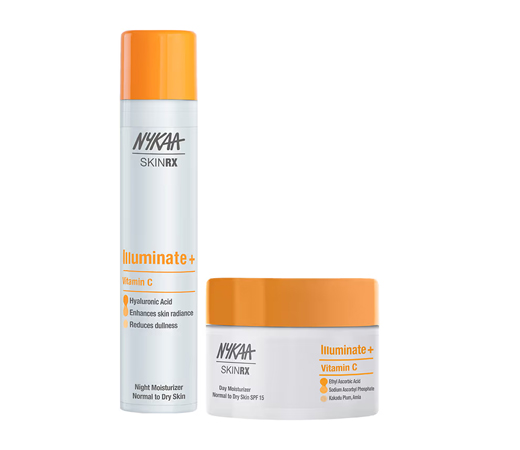 NYKAA
SKINRX
Illuminate+
Vitamin C
Hyaluronic Acid
Enhances skin radiance
Reduces dullness
Night Moisturizer
Normal to Dry Skin
NYKAA
SKINRX
Day Moisturizer
Normal to Dry Skin SPF 15
Illuminate+
Vitamin C
Ethyl Ascorbic Acid
Sodium Ascorbyl Phosphate
Kakadu Plum, Amla